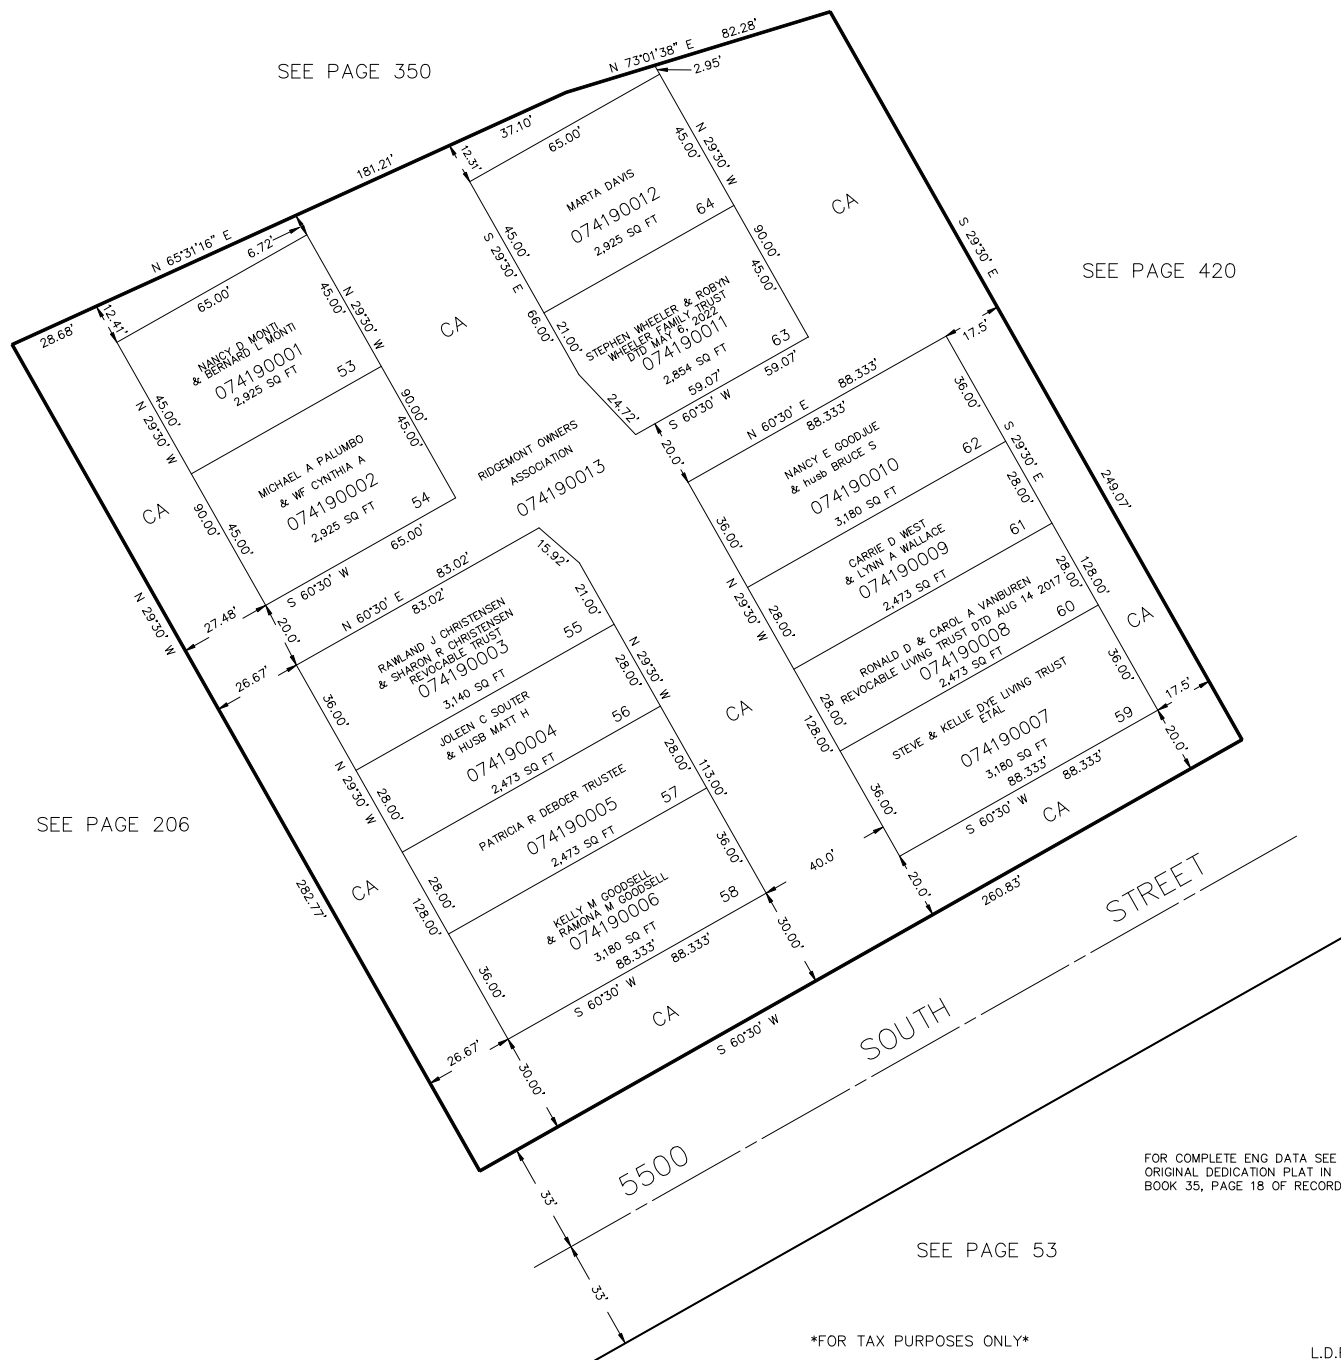 SEE PAGE 350
N 73°01'38" E
82.28'
2.95'
37.10'
12.31'
65.00'
45.00'
N 29°30' W
MARTA DAVIS
074190012
2,925 SQ FT
64
181.21'
N 65°31'16" E
6.72'
28.68'
12.41'
65.00'
45.00'
N 29°30' W
NANCY D MONTI
& BERNARD L MONTI
074190001
2,925 SQ FT
53
45.00'
N 29°30' W
90.00'
CA
45.00'
S 29°30' E
66.00'
21.00'
90.00'
45.00'
STEPHEN WHEELER & ROBYN
WHEELER FAMILY TRUST
DTD MAY 6, 2022
074190011
2,854 SQ FT
63
59.07'
59.07'
S 60°30' W
24.72'
CA
S 29°30' E
SEE PAGE 420
17.5'
MICHAEL A PALUMBO
& WF CYNTHIA A
074190002
2,925 SQ FT
54
90.00'
45.00'
45.00'
65.00'
S 60°30' W
CA
N 29°30' W
27.48'
20.0'
RIDGEMONT OWNERS
ASSOCIATION
074190013
20.0'
N 60°30' E
88.333'
88.333'
36.00'
S 29°30' E
NANCY E GOODJUE
& husb BRUCE S
074190010
3,180 SQ FT
62
36.00'
28.00'
249.07'
CARRIE D WEST
& LYNN A WALLACE
074190009
2,473 SQ FT
61
N 29°30' W
28.00'
28.00'
128.00'
RONALD D & CAROL A VANBUREN
REVOCABLE LIVING TRUST DTD AUG 14 2017
074190008
2,473 SQ FT
60
28.00'
128.00'
36.00'
CA
STEVE & KELLIE DYE LIVING TRUST
ETAL
074190007
3,180 SQ FT
59
88.333'
88.333'
S 60°30' W
36.00'
17.5'
20.0'
CA
26.67'
N 60°30' E
83.02'
83.02'
15.92'
21.00'
RAWLAND J CHRISTENSEN
& SHARON R CHRISTENSEN
REVOCABLE TRUST
074190003
3,140 SQ FT
55
36.00'
N 29°30' W
28.00'
CA
JOLEEN C SOUTER
& HUSB MATT H
074190004
2,473 SQ FT
56
N 29°30' W
28.00'
28.00'
113.00'
PATRICIA R DEBOER TRUSTEE
074190005
2,473 SQ FT
57
28.00'
128.00'
36.00'
KELLY M GOODSELL
& RAMONA M GOODSELL
074190006
3,180 SQ FT
58
88.333'
88.333'
S 60°30' W
36.00'
40.0'
20.0'
30.00'
SEE PAGE 206
282.77'
CA
26.67'
30.00'
CA
S 60°30' W
260.83'
5500
SOUTH
STREET
33'
33'
FOR COMPLETE ENG DATA SEE
ORIGINAL DEDICATION PLAT IN
BOOK 35, PAGE 18 OF RECORD
SEE PAGE 53
*FOR TAX PURPOSES ONLY*